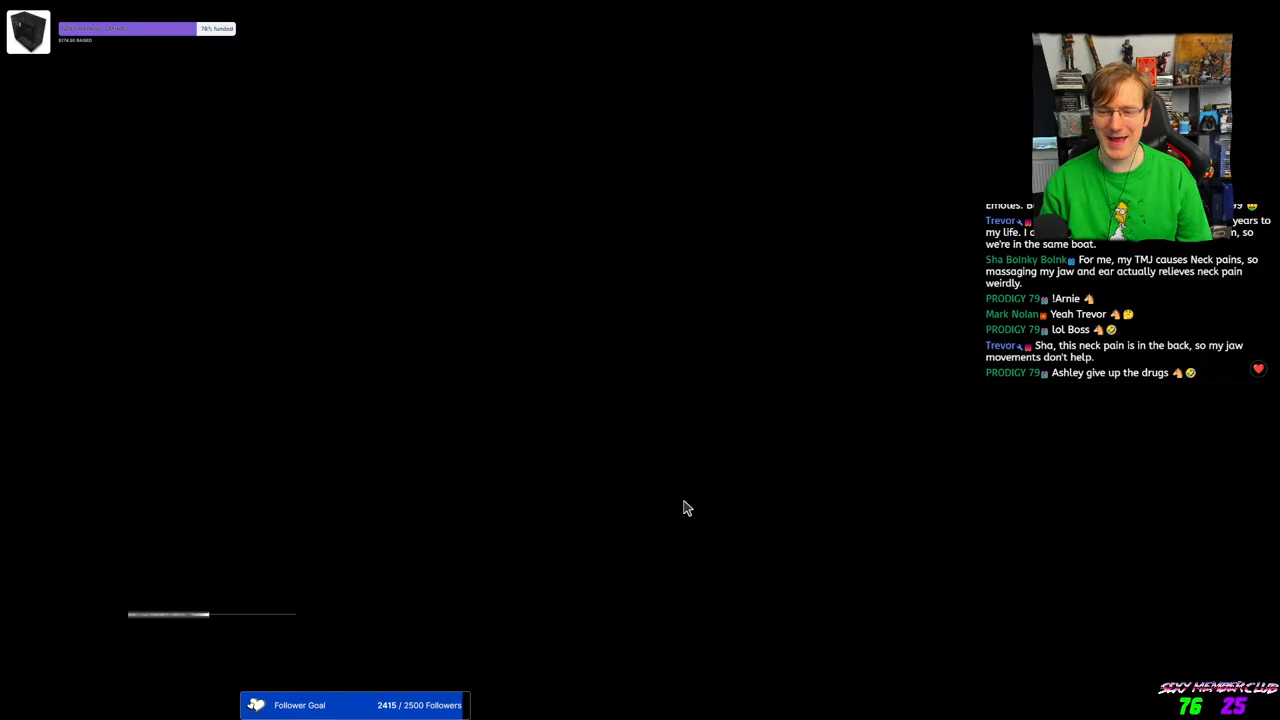 78% funded
$174.95 RAISED
Emotes. B
Trevor years to
my life. I d m, so
we're in the same boat.
Sha Boinky Boink For me, my TMJ causes Neck pains, so
massaging my jaw and ear actually relieves neck pain
weirdly.
PRODIGY 79 !Arnie
Mark Nolan Yeah Trevor
PRODIGY 79 lol Boss
Trevor Sha, this neck pain is in the back, so my jaw
movements don't help.
PRODIGY 79 Ashley give up the drugs
Follower Goal 2415 / 2500 Followers
SEXY MEMBER CLUB
76 25